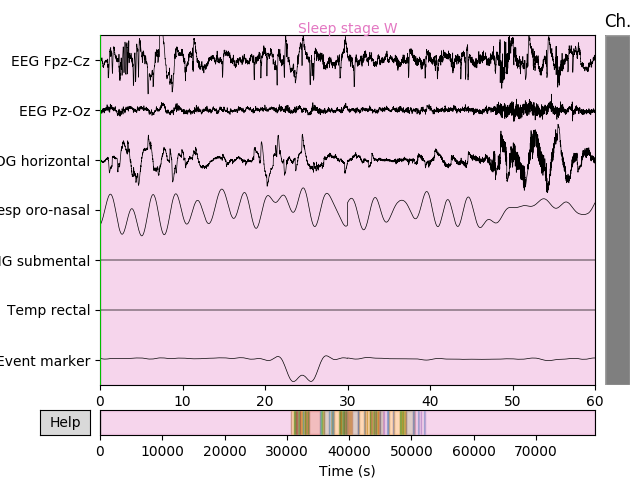 Sleep stage W
Ch.
EEG Fpz-Cz
EEG Pz-Oz
OG horizontal
esp oro-nasal
G submental
Temp rectal
Event marker
0 10 20 30 40 50 60
Help
0 10000 20000 30000 40000 50000 60000 70000
Time (s)